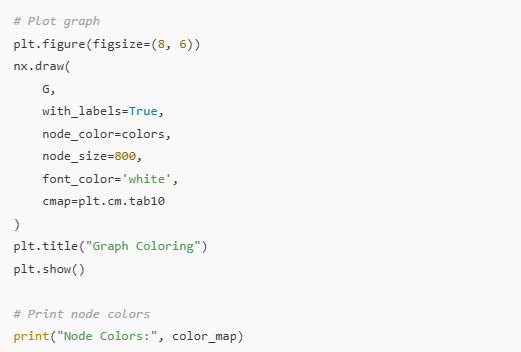 # Plot graph
plt.figure(figsize=(8, 6))
nx.draw(
    G,
    with_labels=True,
    node_color=colors,
    node_size=800,
    font_color='white',
    cmap=plt.cm.tab10
)
plt.title("Graph Coloring")
plt.show()

# Print node colors
print("Node Colors:", color_map)